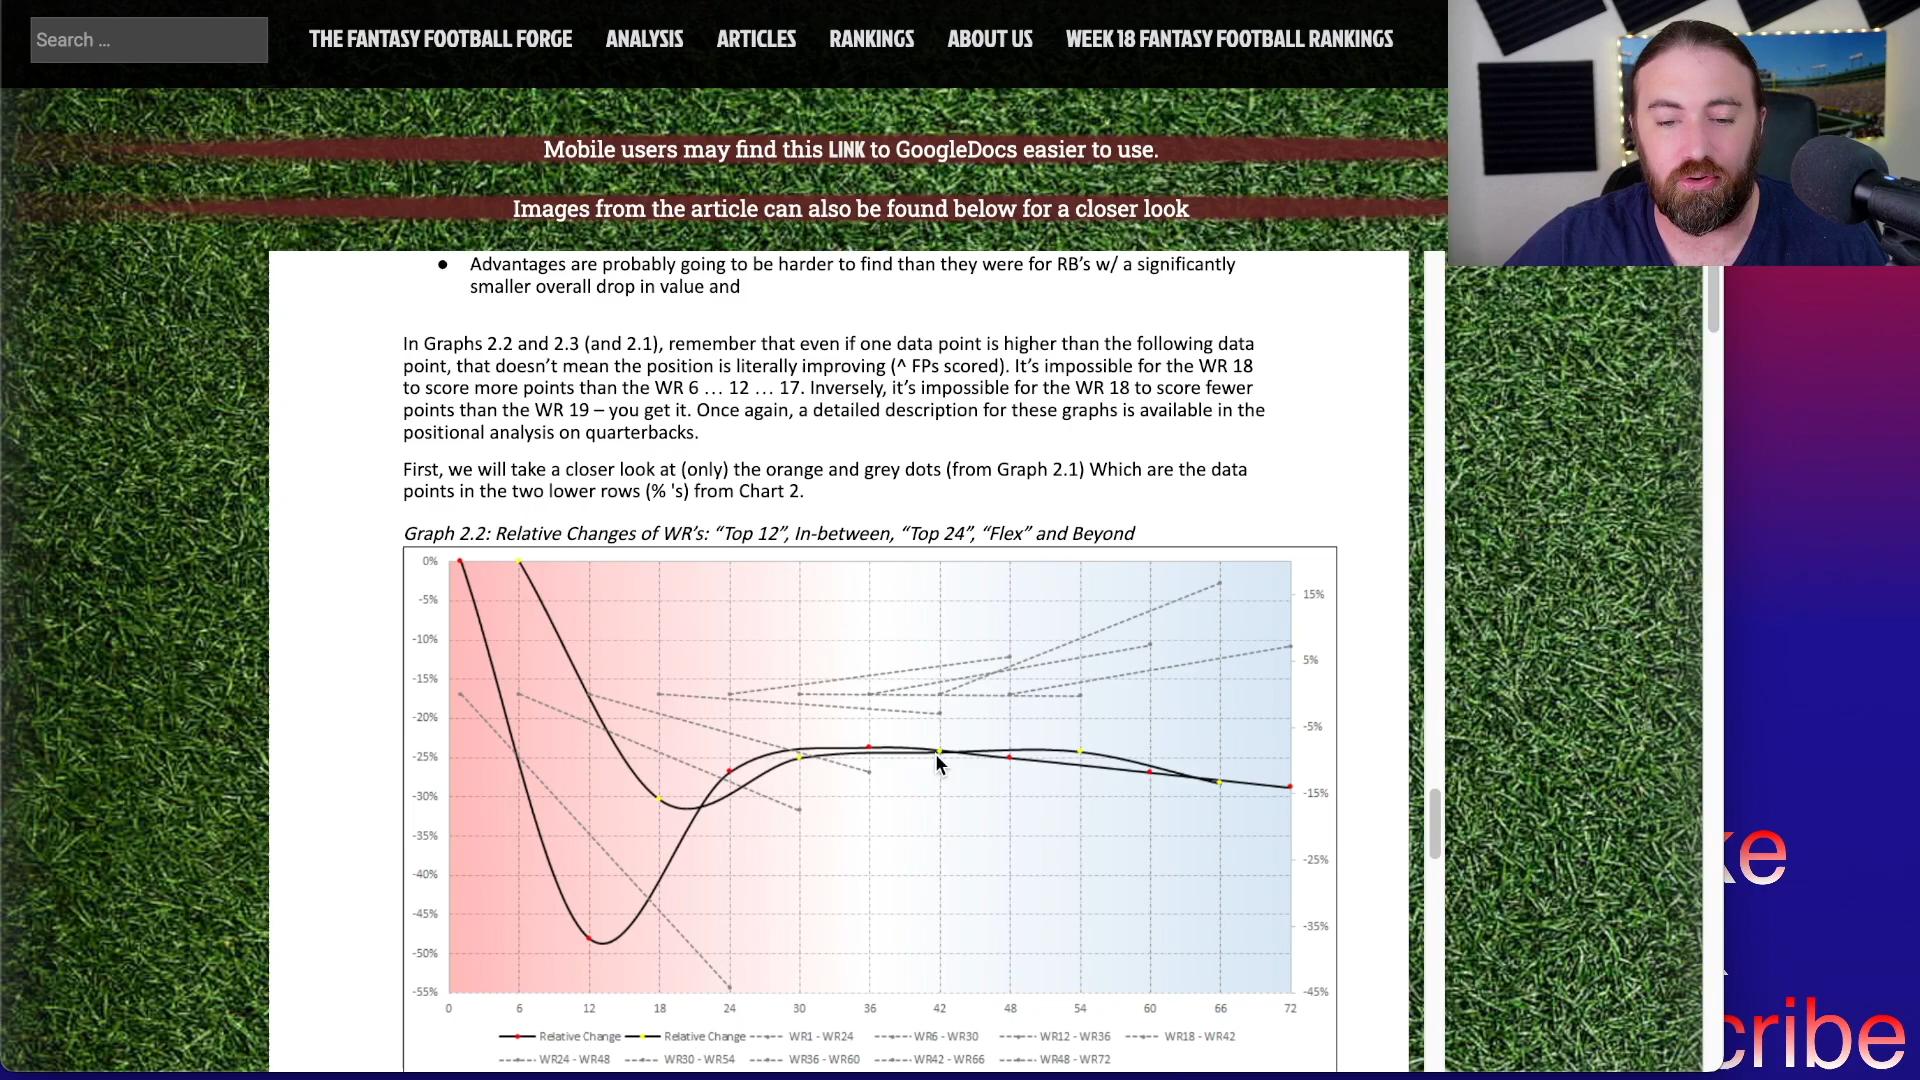 Search ...
THE FANTASY FOOTBALL FORGE ANALYSIS ARTICLES RANKINGS ABOUT US WEEK 18 FANTASY FOOTBALL RANKINGS
Mobile users may find this LINK to GoogleDocs easier to use.
Images from the article can also be found below for a closer look
● Advantages are probably going to be harder to find than they were for RB’s w/ a significantly
smaller overall drop in value and
In Graphs 2.2 and 2.3 (and 2.1), remember that even if one data point is higher than the following data
point, that doesn’t mean the position is literally improving (^ FPs scored). It’s impossible for the WR 18
to score more points than the WR 6 … 12 … 17. Inversely, it’s impossible for the WR 18 to score fewer
points than the WR 19 – you get it. Once again, a detailed description for these graphs is available in the
positional analysis on quarterbacks.
First, we will take a closer look at (only) the orange and grey dots (from Graph 2.1) Which are the data
points in the two lower rows (% 's) from Chart 2.
Graph 2.2: Relative Changes of WR’s: “Top 12”, In-between, “Top 24”, “Flex” and Beyond
0%
-5%
-10%
-15%
-20%
-25%
-30%
-35%
-40%
-45%
-50%
-55%
15%
5%
-5%
-15%
-25%
-35%
-45%
0 6 12 18 24 30 36 42 48 54 60 66 72
Relative Change Relative Change WR1 - WR24 WR6 - WR30 WR12 - WR36 WR18 - WR42
WR24 - WR48 WR30 - WR54 WR36 - WR60 WR42 - WR66 WR48 - WR72
ke
cribe